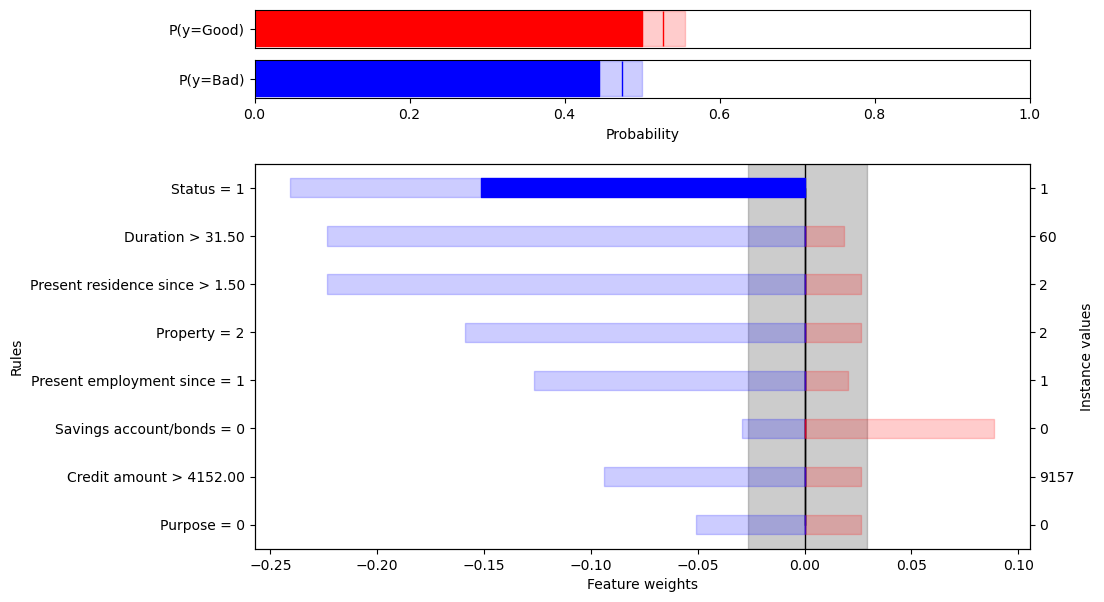 P(y=Good)
P(y=Bad)
0.0 0.2 0.4 0.6 0.8 1.0
Probability
Rules
Status = 1 1
Duration > 31.50 60
Present residence since > 1.50 2
Property = 2 2
Present employment since = 1 1
Savings account/bonds = 0 0
Credit amount > 4152.00 9157
Purpose = 0 0
Instance values
−0.25 −0.20 −0.15 −0.10 −0.05 0.00 0.05 0.10
Feature weights